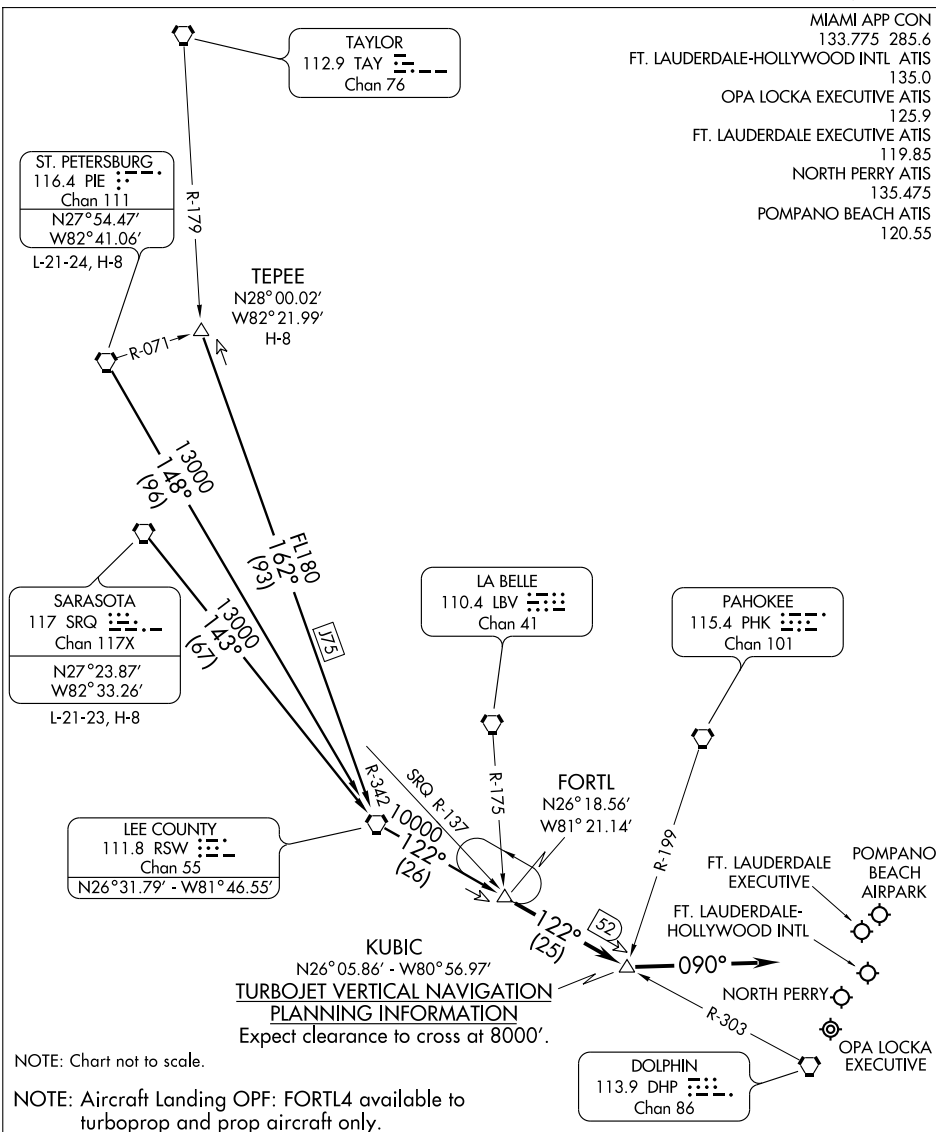 MIAMI APP CON
133.775 285.6
FT. LAUDERDALE-HOLLYWOOD INTL ATIS
135.0
OPA LOCKA EXECUTIVE ATIS
125.9
FT. LAUDERDALE EXECUTIVE ATIS
119.85
NORTH PERRY ATIS
135.475
POMPANO BEACH ATIS
120.55
TAYLOR
112.9 TAY
Chan 76
ST. PETERSBURG
116.4 PIE
Chan 111
N27°54.47'
W82°41.06'
L-21-24, H-8
R-179
TEPEE
N28°00.02'
W82°21.99'
H-8
R-071
13000
148°
(96)
FL180
162°
(93)
J75
SARASOTA
117 SRQ
Chan 117X
N27°23.87'
W82°33.26'
L-21-23, H-8
13000
143°
(67)
LA BELLE
110.4 LBV
Chan 41
PAHOKEE
115.4 PHK
Chan 101
R-342
SRQ R-137
R-175
R-199
FORTL
N26°18.56'
W81°21.14'
LEE COUNTY
111.8 RSW
Chan 55
N26°31.79' - W81°46.55'
10000
122°
(26)
122°
(25)
52
FT. LAUDERDALE
EXECUTIVE
POMPANO
BEACH
AIRPARK
FT. LAUDERDALE-
HOLLYWOOD INTL
090°
NORTH PERRY
OPA LOCKA
EXECUTIVE
R-303
KUBIC
N26°05.86' - W80°56.97'
TURBOJET VERTICAL NAVIGATION
PLANNING INFORMATION
Expect clearance to cross at 8000'.
DOLPHIN
113.9 DHP
Chan 86
NOTE: Chart not to scale.
NOTE: Aircraft Landing OPF: FORTL4 available to
turboprop and prop aircraft only.